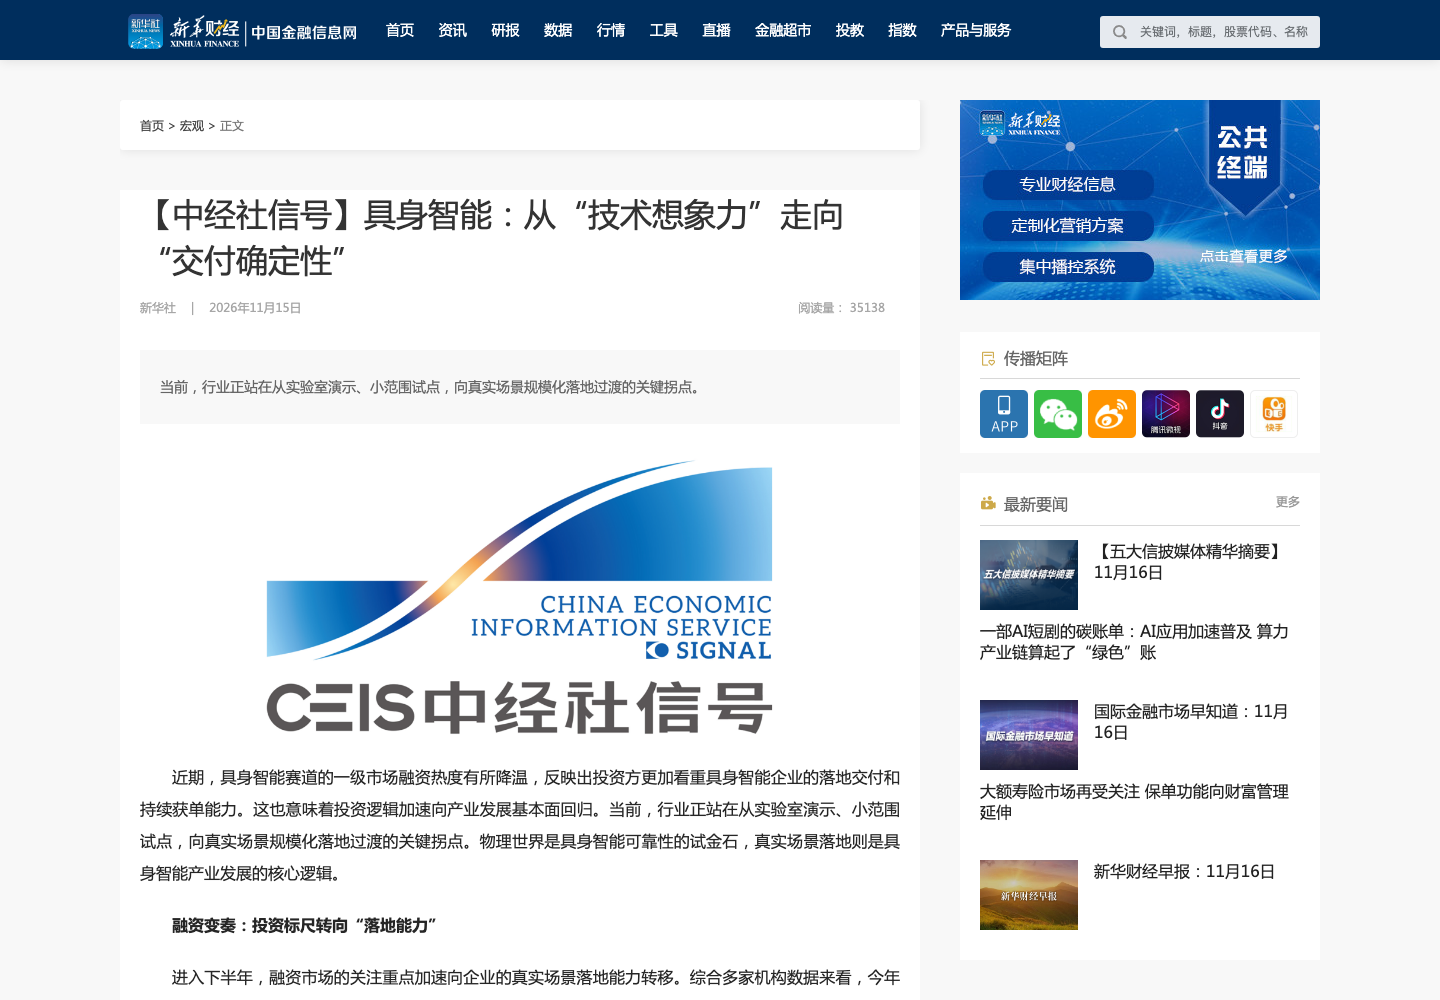 新华社
XINHUA NEWS
新华财经
XINHUA FINANCE
中国金融信息网
首页 资讯 研报 数据 行情 工具 直播 金融超市 投教 指数 产品与服务
关键词，标题，股票代码、名称
首页 > 宏观 > 正文
【中经社信号】具身智能：从“技术想象力”走向
“交付确定性”
新华社 | 2026年11月15日 阅读量： 35138
当前，行业正站在从实验室演示、小范围试点，向真实场景规模化落地过渡的关键拐点。
CHINA ECONOMIC
INFORMATION SERVICE
SIGNAL
CEIS中经社信号
近期，具身智能赛道的一级市场融资热度有所降温，反映出投资方更加看重具身智能企业的落地交付和
持续获单能力。这也意味着投资逻辑加速向产业发展基本面回归。当前，行业正站在从实验室演示、小范围
试点，向真实场景规模化落地过渡的关键拐点。物理世界是具身智能可靠性的试金石，真实场景落地则是具
身智能产业发展的核心逻辑。
融资变奏：投资标尺转向“落地能力”
进入下半年，融资市场的关注重点加速向企业的真实场景落地能力转移。综合多家机构数据来看，今年
新华社
新华财经
XINHUA FINANCE
公共
终端
专业财经信息
定制化营销方案
集中播控系统
点击查看更多
传播矩阵
APP
腾讯微视
抖音
快手
最新要闻 更多
五大信披媒体精华摘要
【五大信披媒体精华摘要】
11月16日
一部AI短剧的碳账单：AI应用加速普及 算力
产业链算起了“绿色”账
国际金融市场早知道
国际金融市场早知道：11月
16日
大额寿险市场再受关注 保单功能向财富管理
延伸
新华财经早报
新华财经早报：11月16日